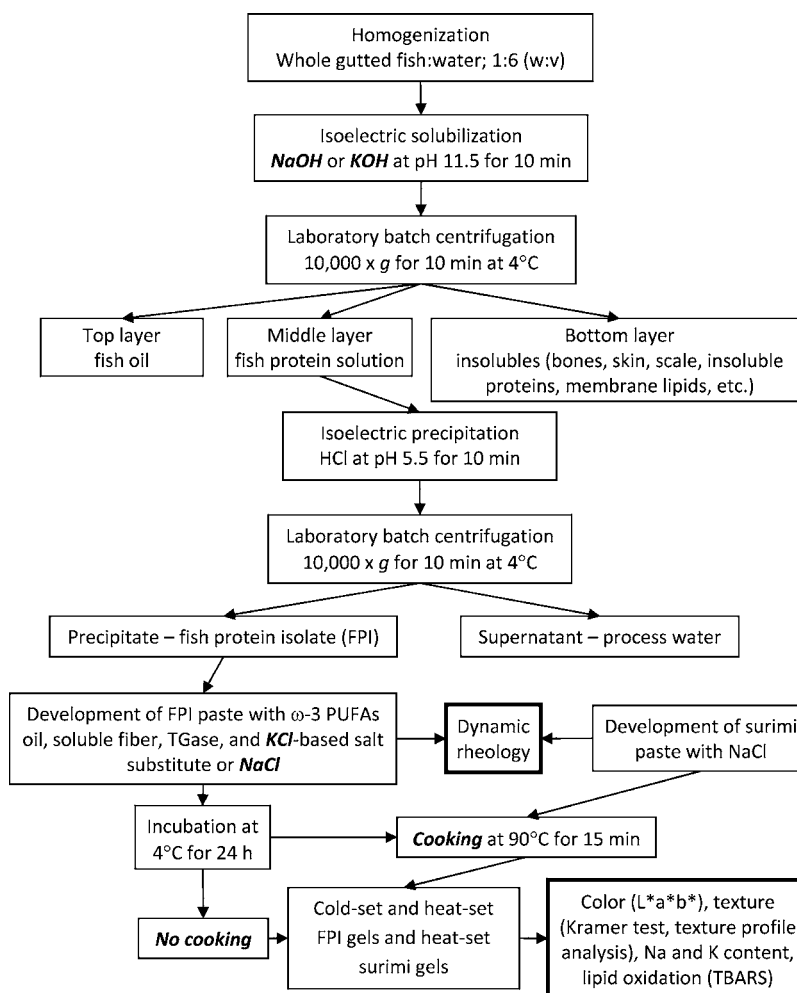 Homogenization
Whole gutted fish:water; 1:6 (w:v)
Isoelectric solubilization
NaOH or KOH at pH 11.5 for 10 min
Laboratory batch centrifugation
10,000 x g for 10 min at 4°C
Top layer
fish oil
Middle layer
fish protein solution
Bottom layer
insolubles (bones, skin, scale, insoluble
proteins, membrane lipids, etc.)
Isoelectric precipitation
HCl at pH 5.5 for 10 min
Laboratory batch centrifugation
10,000 x g for 10 min at 4°C
Precipitate – fish protein isolate (FPI)
Supernatant – process water
Development of FPI paste with ω-3 PUFAs
oil, soluble fiber, TGase, and KCl-based salt
substitute or NaCl
Dynamic
rheology
Development of surimi
paste with NaCl
Incubation at
4°C for 24 h
Cooking at 90°C for 15 min
No cooking
Cold-set and heat-set
FPI gels and heat-set
surimi gels
Color (L*a*b*), texture
(Kramer test, texture profile
analysis), Na and K content,
lipid oxidation (TBARS)